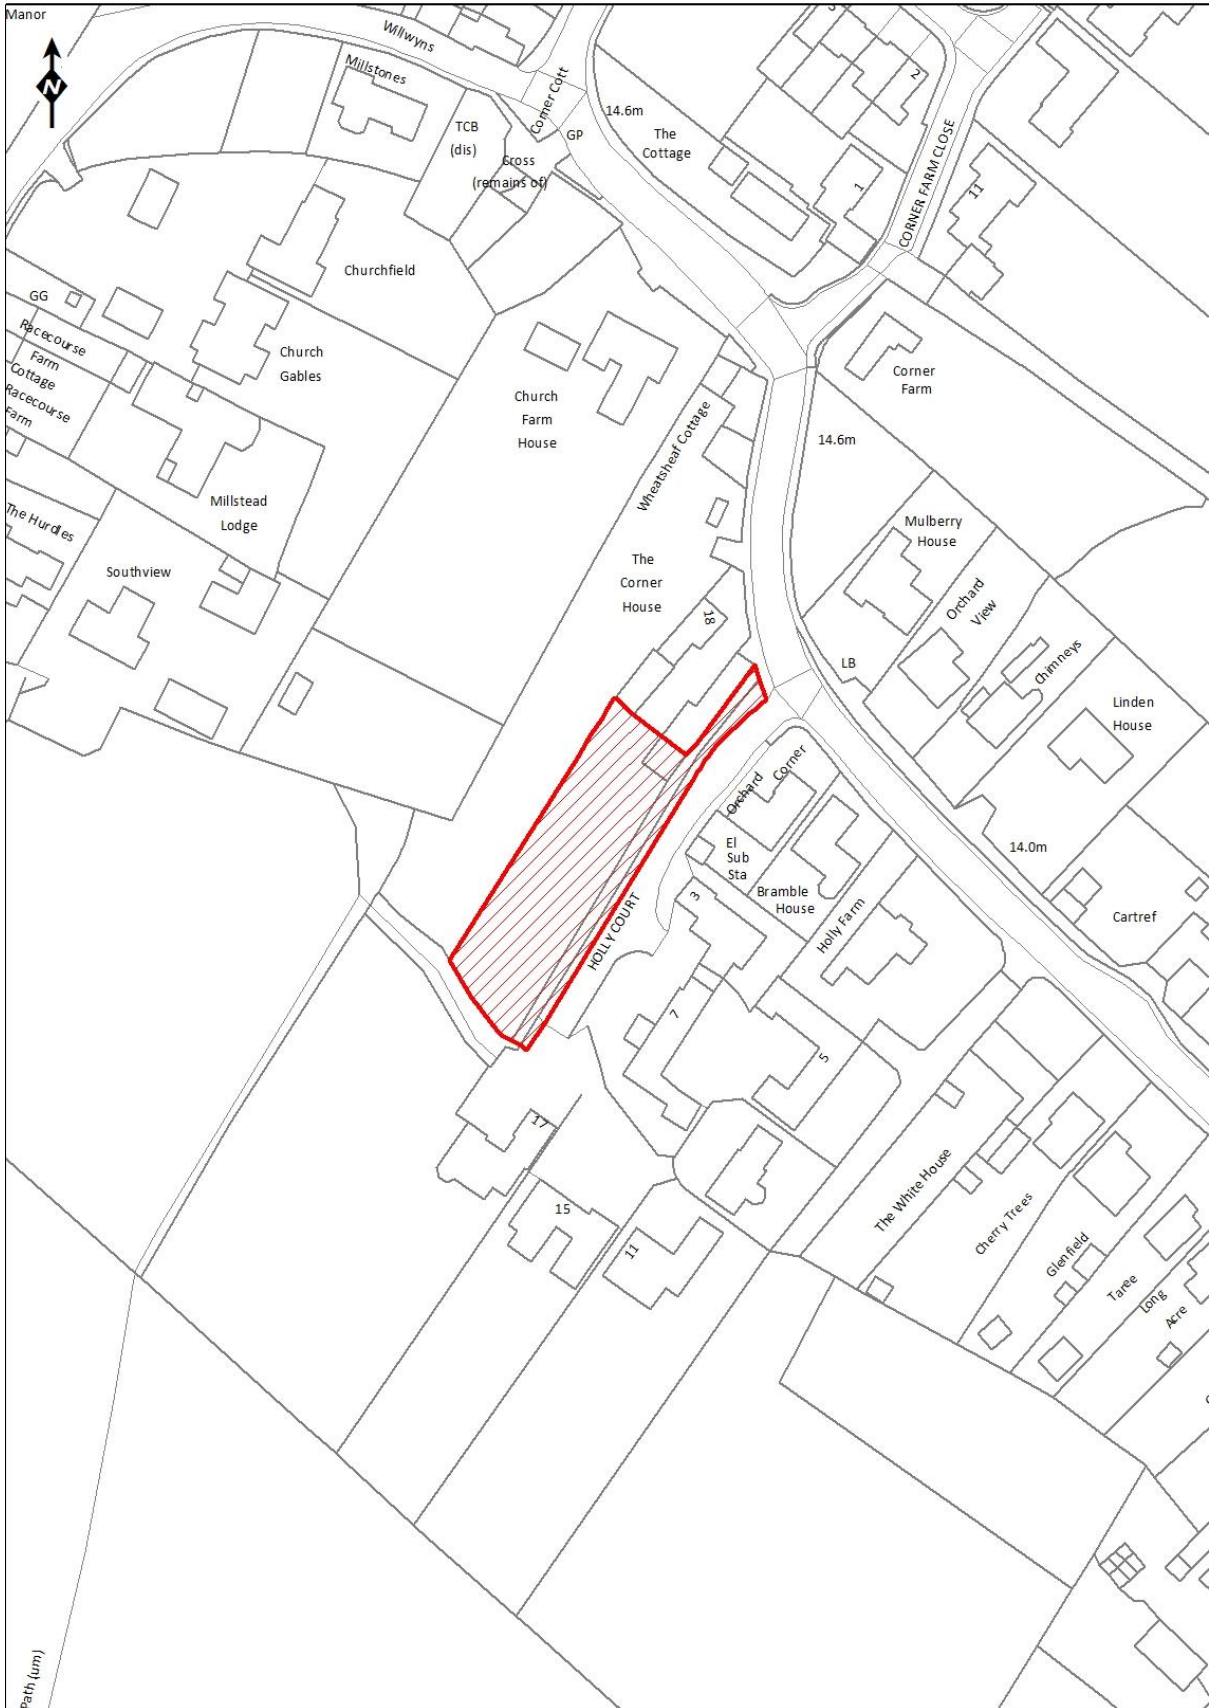 Manor
N
Willwyns
Millstones
Corner Cott
14.6m
GP
TCB
(dis)
Cross
(remains of)
The
Cottage
2
1
CORNER FARM CLOSE
11
Churchfield
GG
Racecourse
Farm
Cottage
Racecourse
Farm
Church
Gables
Church
Farm
House
Corner
Farm
14.6m
Wheatsheaf Cottage
Millstead
Lodge
The Hurdles
Southview
The
Corner
House
18
Mulberry
House
Orchard
View
LB
Chimneys
Linden
House
Orchard Corner
El
Sub
Sta
Bramble
House
14.0m
Cartref
3
Holly Farm
HOLLY COURT
7
5
17
15
11
The White House
Cherry Trees
Glenfield
Taree
Long
Acre
Path (um)